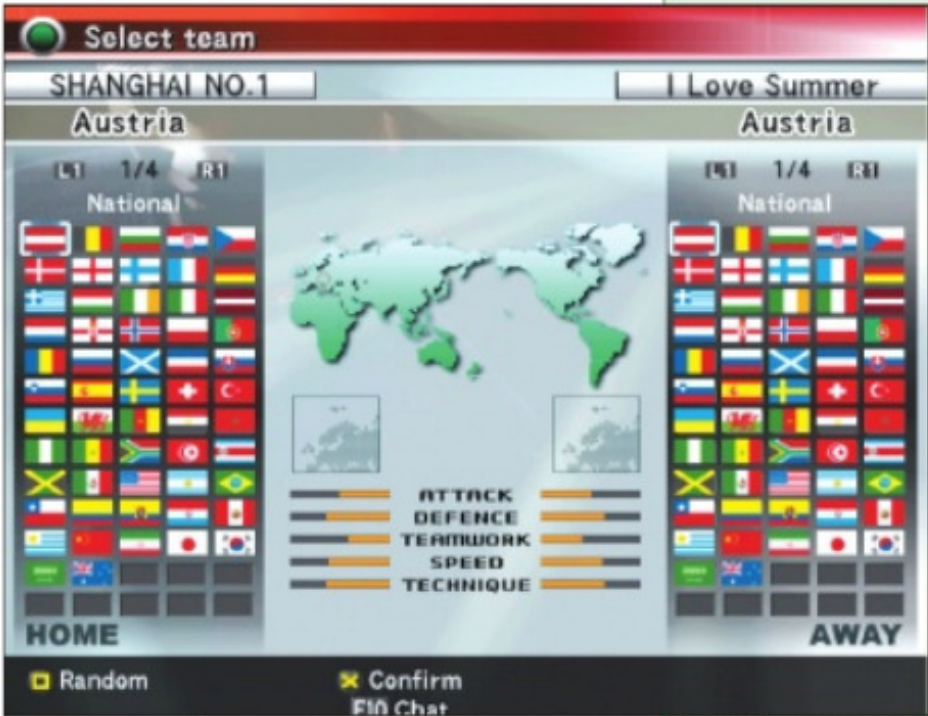 Select team
SHANGHAI NO.1
I Love Summer
Austria
Austria
L1 1/4 R1
National
L1 1/4 R1
National
ATTACK
DEFENCE
TEAMWORK
SPEED
TECHNIQUE
HOME
AWAY
Random
Confirm
F10 Chat